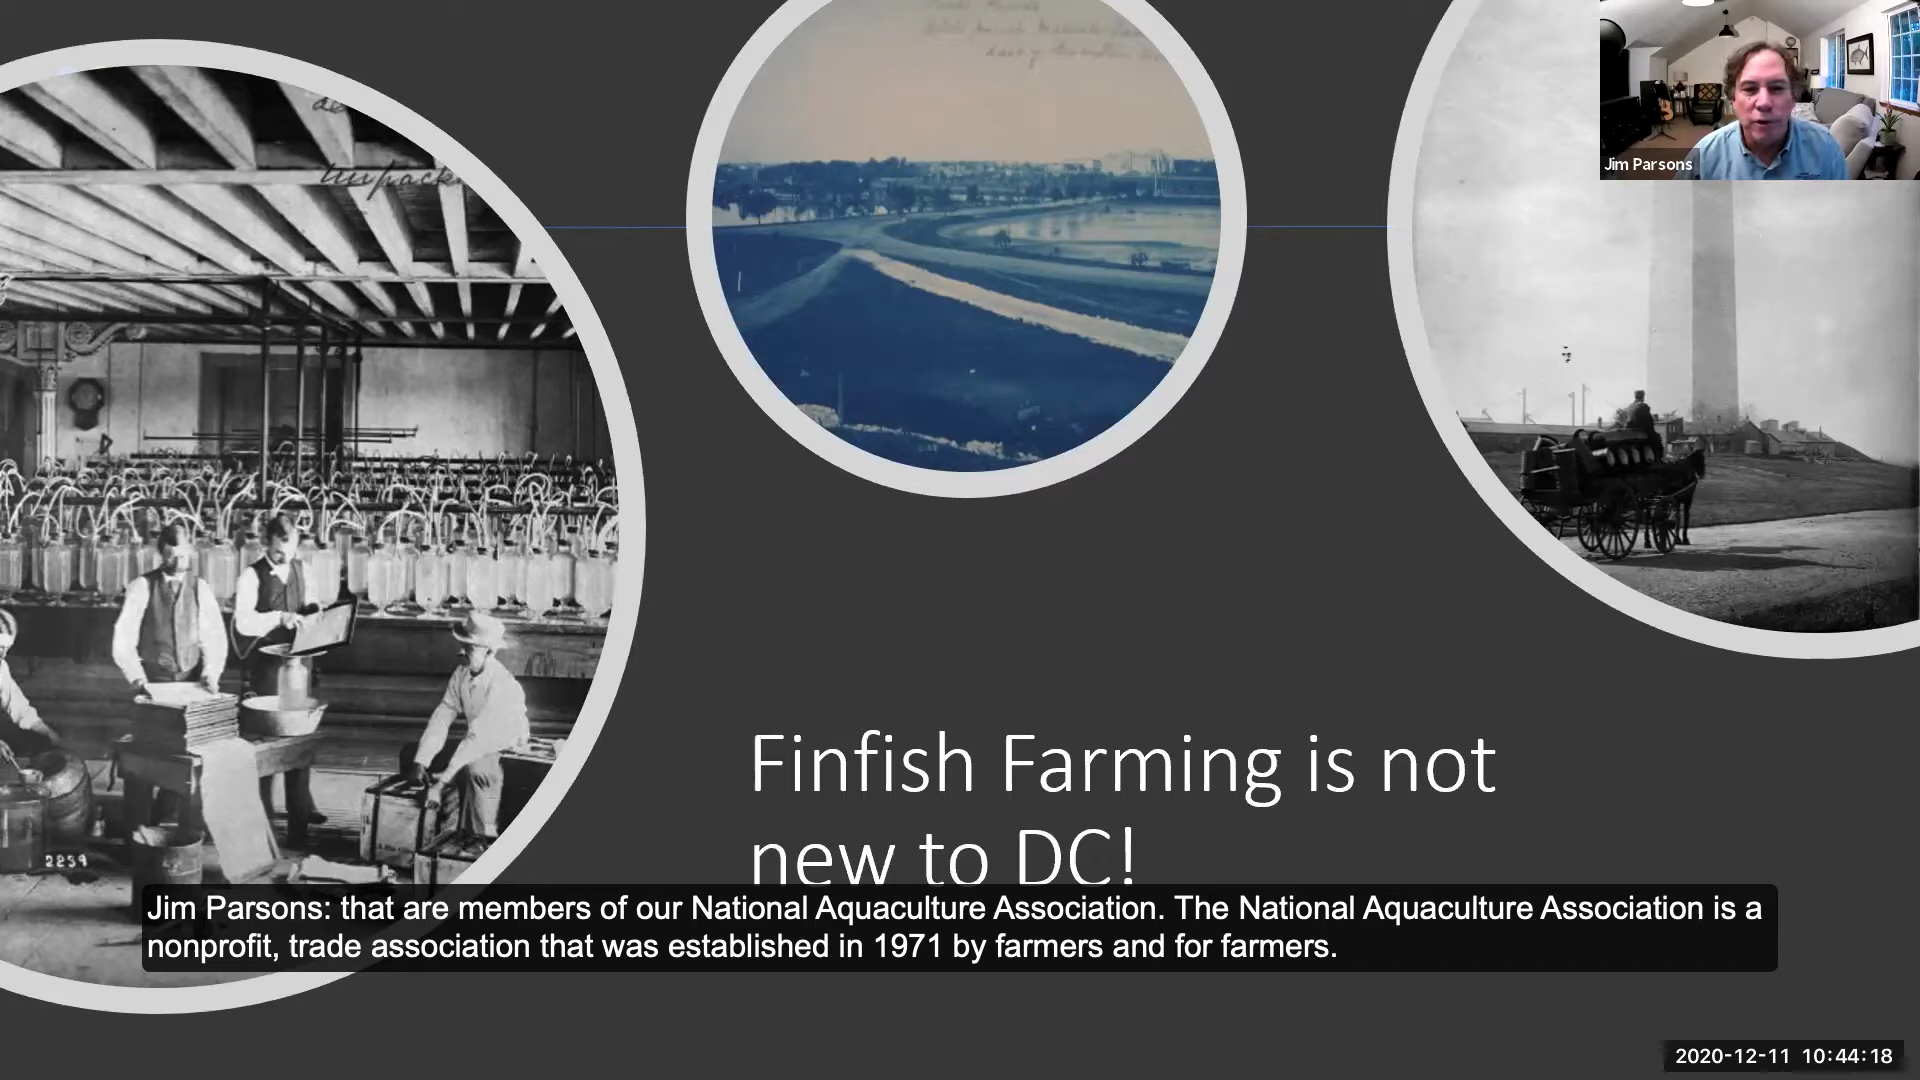 Jim Parsons
2259
Finfish Farming is not
new to DC!
Jim Parsons: that are members of our National Aquaculture Association. The National Aquaculture Association is a
nonprofit, trade association that was established in 1971 by farmers and for farmers.
2020-12-11 10:44:18